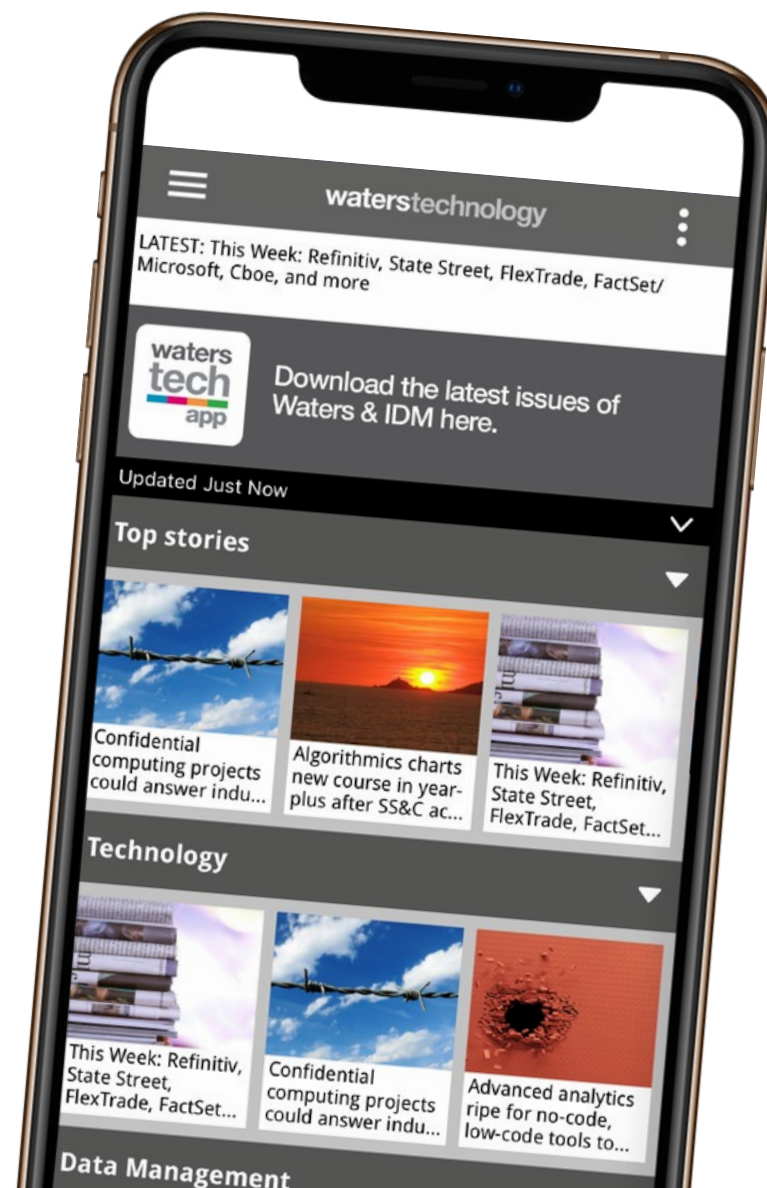 waterstechnology
LATEST: This Week: Refinitiv, State Street, FlexTrade, FactSet/
Microsoft, Cboe, and more
waters
tech
app
Download the latest issues of
Waters & IDM here.
Updated Just Now
Top stories
Confidential
computing projects
could answer indu...
Algorithmics charts
new course in year-
plus after SS&C ac...
This Week: Refinitiv,
State Street,
FlexTrade, FactSet...
Technology
This Week: Refinitiv,
State Street,
FlexTrade, FactSet...
Confidential
computing projects
could answer indu...
Advanced analytics
ripe for no-code,
low-code tools to...
Data Management